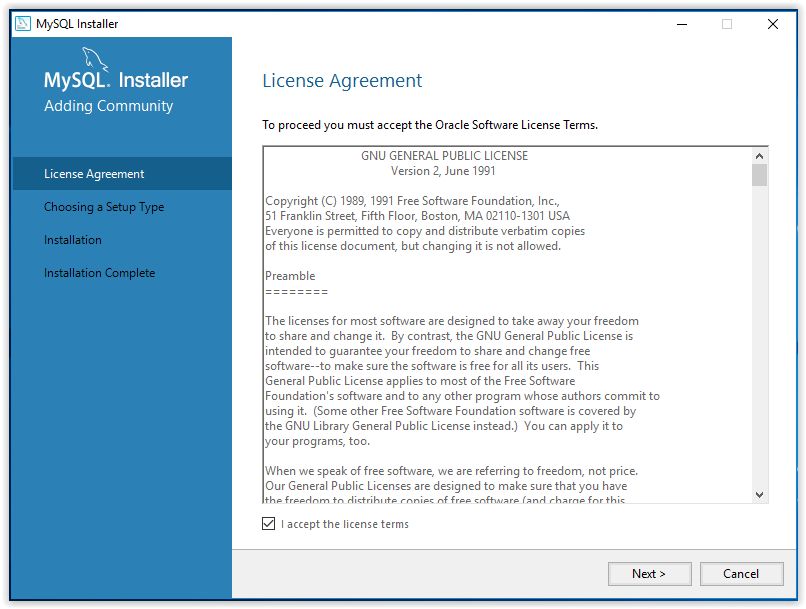 MySQL Installer
MySQL. Installer
Adding Community
License Agreement
Choosing a Setup Type
Installation
Installation Complete
License Agreement
To proceed you must accept the Oracle Software License Terms.
GNU GENERAL PUBLIC LICENSE
Version 2, June 1991
Copyright (C) 1989, 1991 Free Software Foundation, Inc.,
51 Franklin Street, Fifth Floor, Boston, MA 02110-1301 USA
Everyone is permitted to copy and distribute verbatim copies
of this license document, but changing it is not allowed.
Preamble
========
The licenses for most software are designed to take away your freedom
to share and change it.  By contrast, the GNU General Public License is
intended to guarantee your freedom to share and change free
software--to make sure the software is free for all its users.  This
General Public License applies to most of the Free Software
Foundation's software and to any other program whose authors commit to
using it.  (Some other Free Software Foundation software is covered by
the GNU Library General Public License instead.)  You can apply it to
your programs, too.
When we speak of free software, we are referring to freedom, not price.
Our General Public Licenses are designed to make sure that you have
the freedom to distribute copies of free software (and charge for this
I accept the license terms
Next >
Cancel